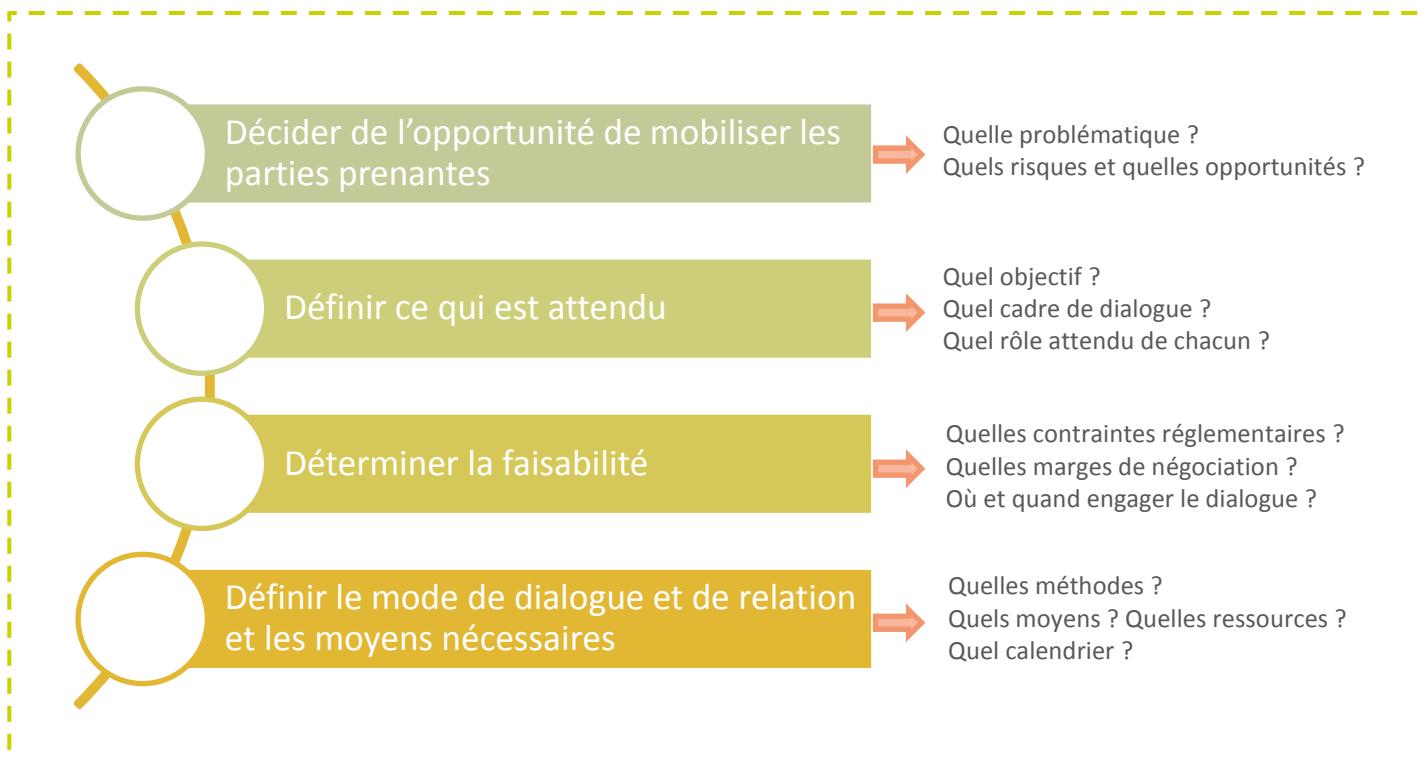 Décider de l’opportunité de mobiliser les
parties prenantes
Quelle problématique ?
Quels risques et quelles opportunités ?
Définir ce qui est attendu
Quel objectif ?
Quel cadre de dialogue ?
Quel rôle attendu de chacun ?
Déterminer la faisabilité
Quelles contraintes réglementaires ?
Quelles marges de négociation ?
Où et quand engager le dialogue ?
Définir le mode de dialogue et de relation
et les moyens nécessaires
Quelles méthodes ?
Quels moyens ? Quelles ressources ?
Quel calendrier ?